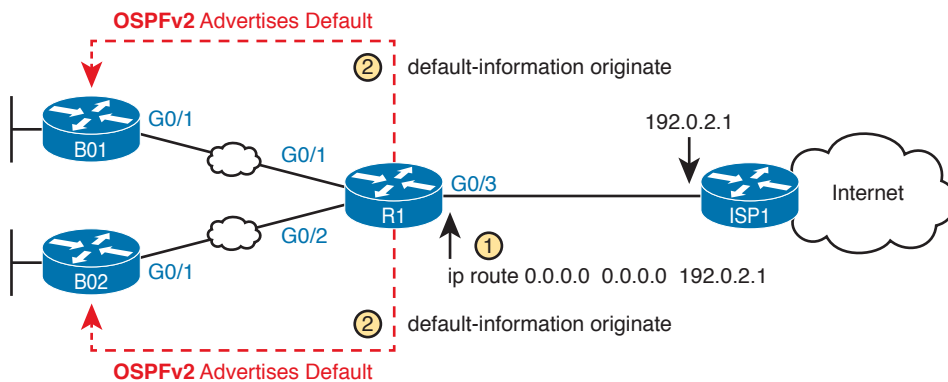 OSPFv2 Advertises Default
2 default-information originate
192.0.2.1
G0/1
B01
G0/1
G0/3
R1
ISP1
Internet
G0/2
1
B02
G0/1
ip route 0.0.0.0 0.0.0.0 192.0.2.1
2 default-information originate
OSPFv2 Advertises Default